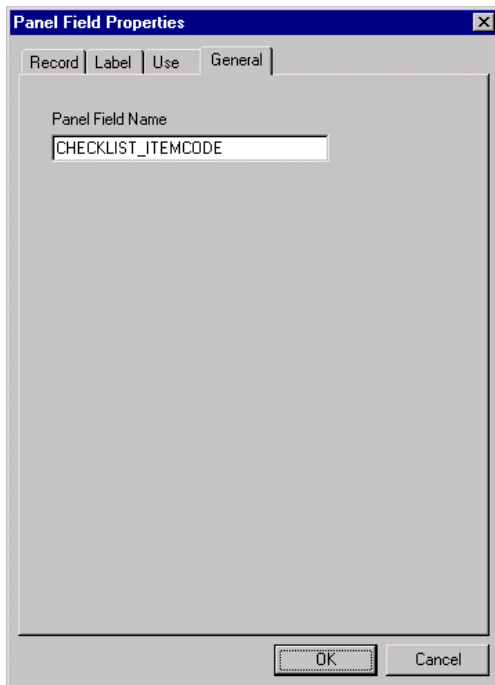 Panel Field Properties
Record Label Use General
Panel Field Name
CHECKLIST_ITEMCODE
OK Cancel